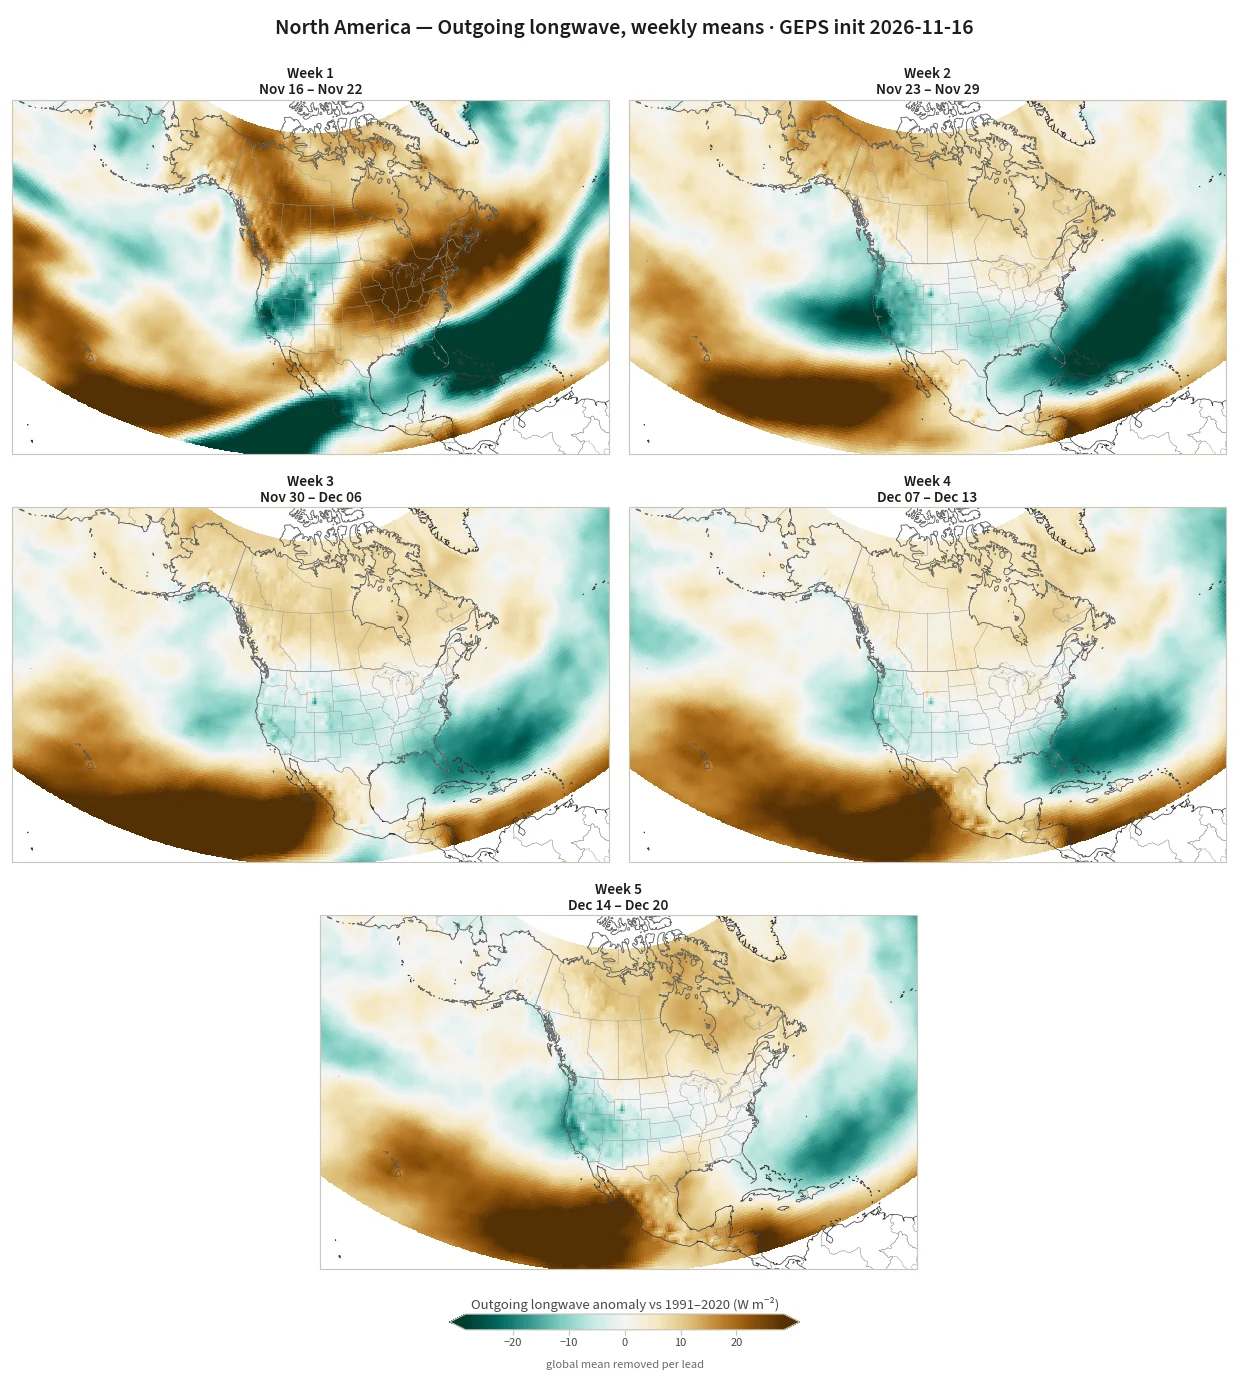 North America — Outgoing longwave, weekly means · GEPS init 2026-11-16
Week 1
Nov 16 – Nov 22
Week 2
Nov 23 – Nov 29
Week 3
Nov 30 – Dec 06
Week 4
Dec 07 – Dec 13
Week 5
Dec 14 – Dec 20
Outgoing longwave anomaly vs 1991–2020 (W m⁻²)
−20 −10 0 10 20
global mean removed per lead